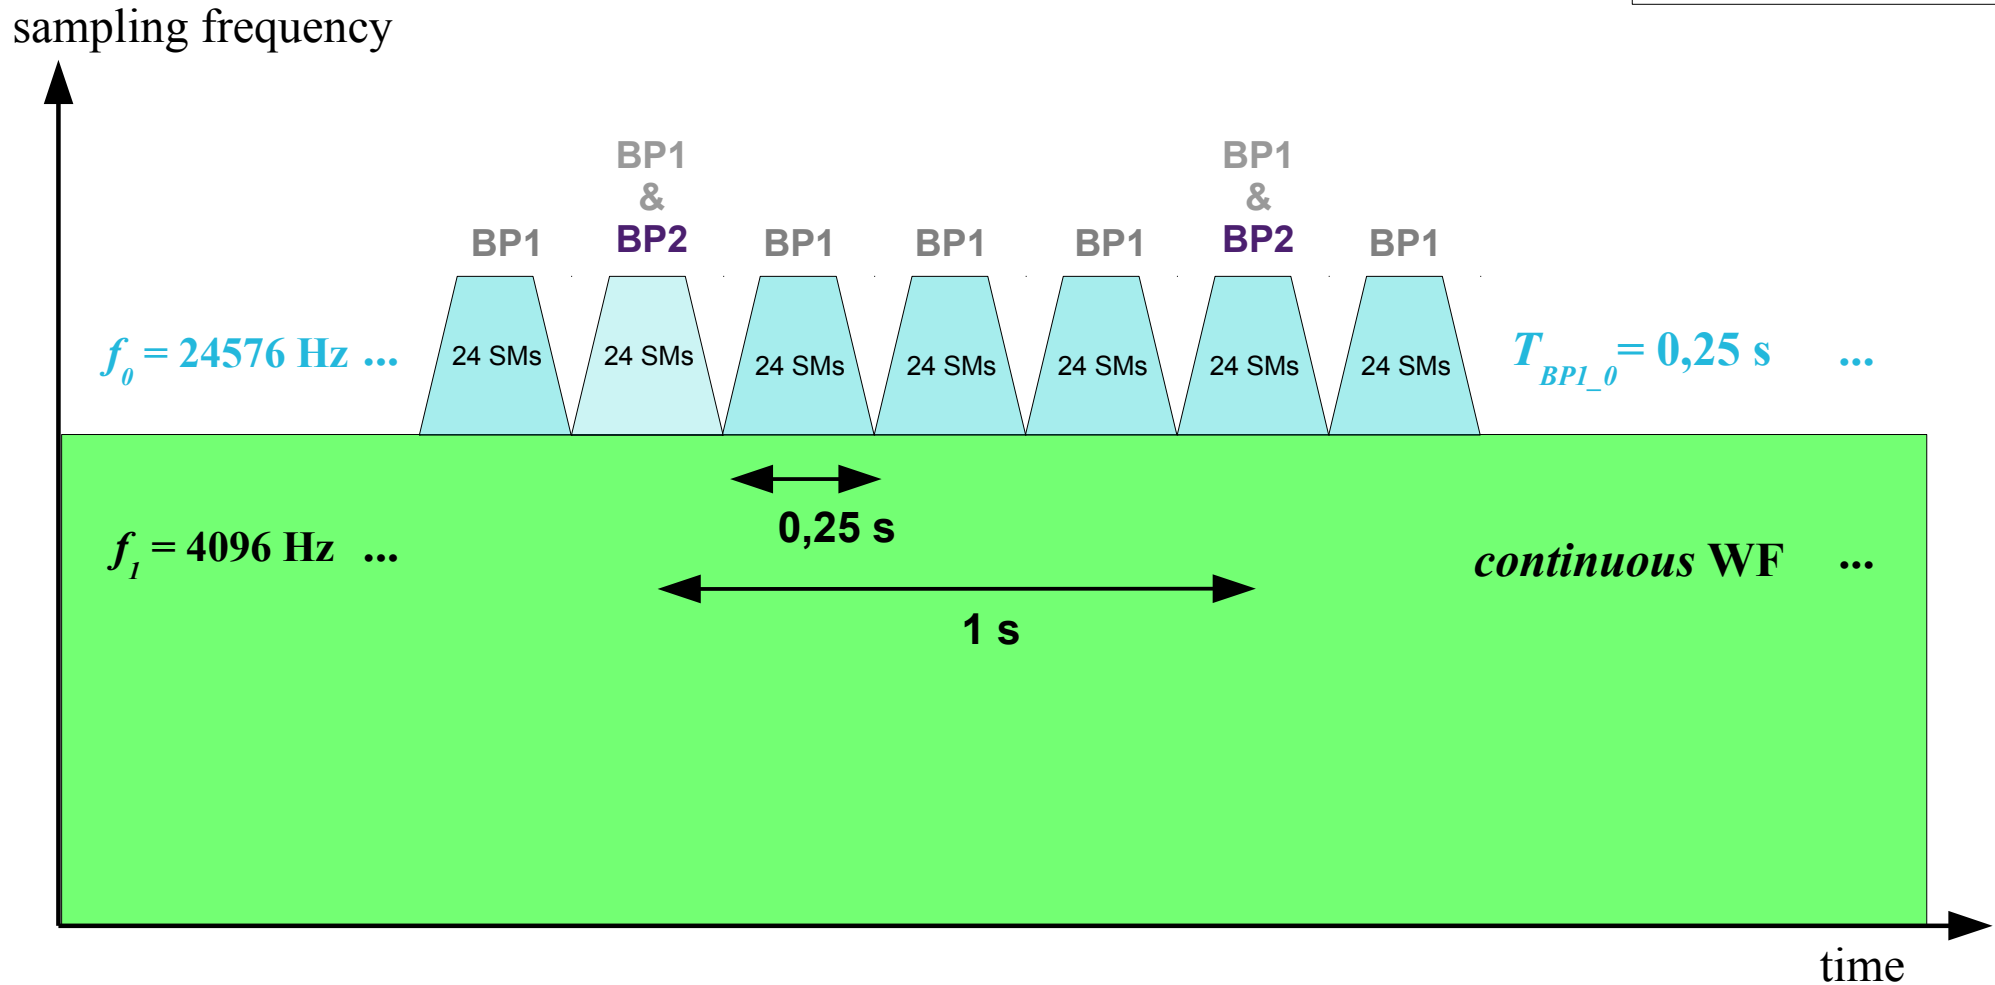 sampling frequency
BP1
&
BP2
BP1
&
BP2
BP1
BP1
BP1
BP1
BP1
f0 = 24576 Hz ...
24 SMs
24 SMs
24 SMs
24 SMs
24 SMs
24 SMs
24 SMs
TBP1_0 = 0,25 s ...
0,25 s
f1 = 4096 Hz ...
continuous WF ...
1 s
time